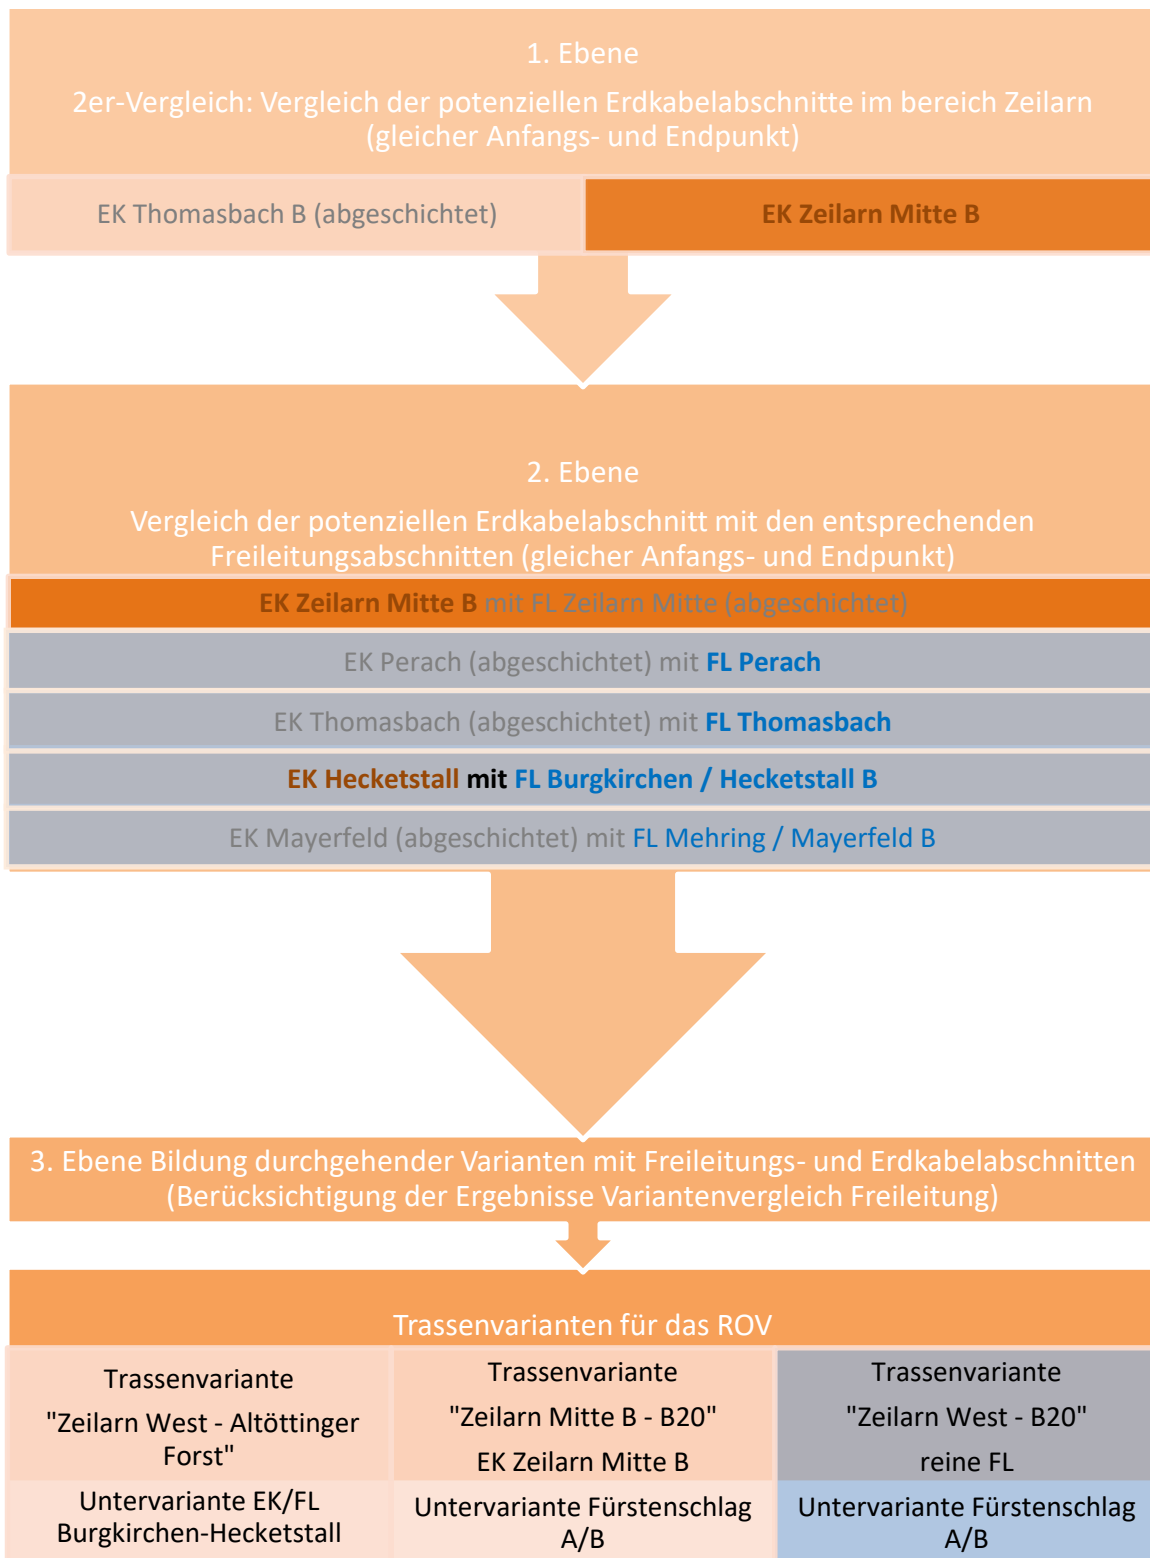 1. Ebene
2er-Vergleich: Vergleich der potenziellen Erdkabelabschnitte im bereich Zeilarn
(gleicher Anfangs- und Endpunkt)
EK Thomasbach B (abgeschichtet)
EK Zeilarn Mitte B
2. Ebene
Vergleich der potenziellen Erdkabelabschnitt mit den entsprechenden
Freileitungsabschnitten (gleicher Anfangs- und Endpunkt)
EK Zeilarn Mitte B mit FL Zeilarn Mitte (abgeschichtet)
EK Perach (abgeschichtet) mit FL Perach
EK Thomasbach (abgeschichtet) mit FL Thomasbach
EK Hecketstall mit FL Burgkirchen / Hecketstall B
EK Mayerfeld (abgeschichtet) mit FL Mehring / Mayerfeld B
3. Ebene Bildung durchgehender Varianten mit Freileitungs- und Erdkabelabschnitten
(Berücksichtigung der Ergebnisse Variantenvergleich Freileitung)
Trassenvarianten für das ROV
Trassenvariante
"Zeilarn West - Altöttinger
Forst"
Untervariante EK/FL
Burgkirchen-Hecketstall
Trassenvariante
"Zeilarn Mitte B - B20"
EK Zeilarn Mitte B
Untervariante Fürstenschlag
A/B
Trassenvariante
"Zeilarn West - B20"
reine FL
Untervariante Fürstenschlag
A/B